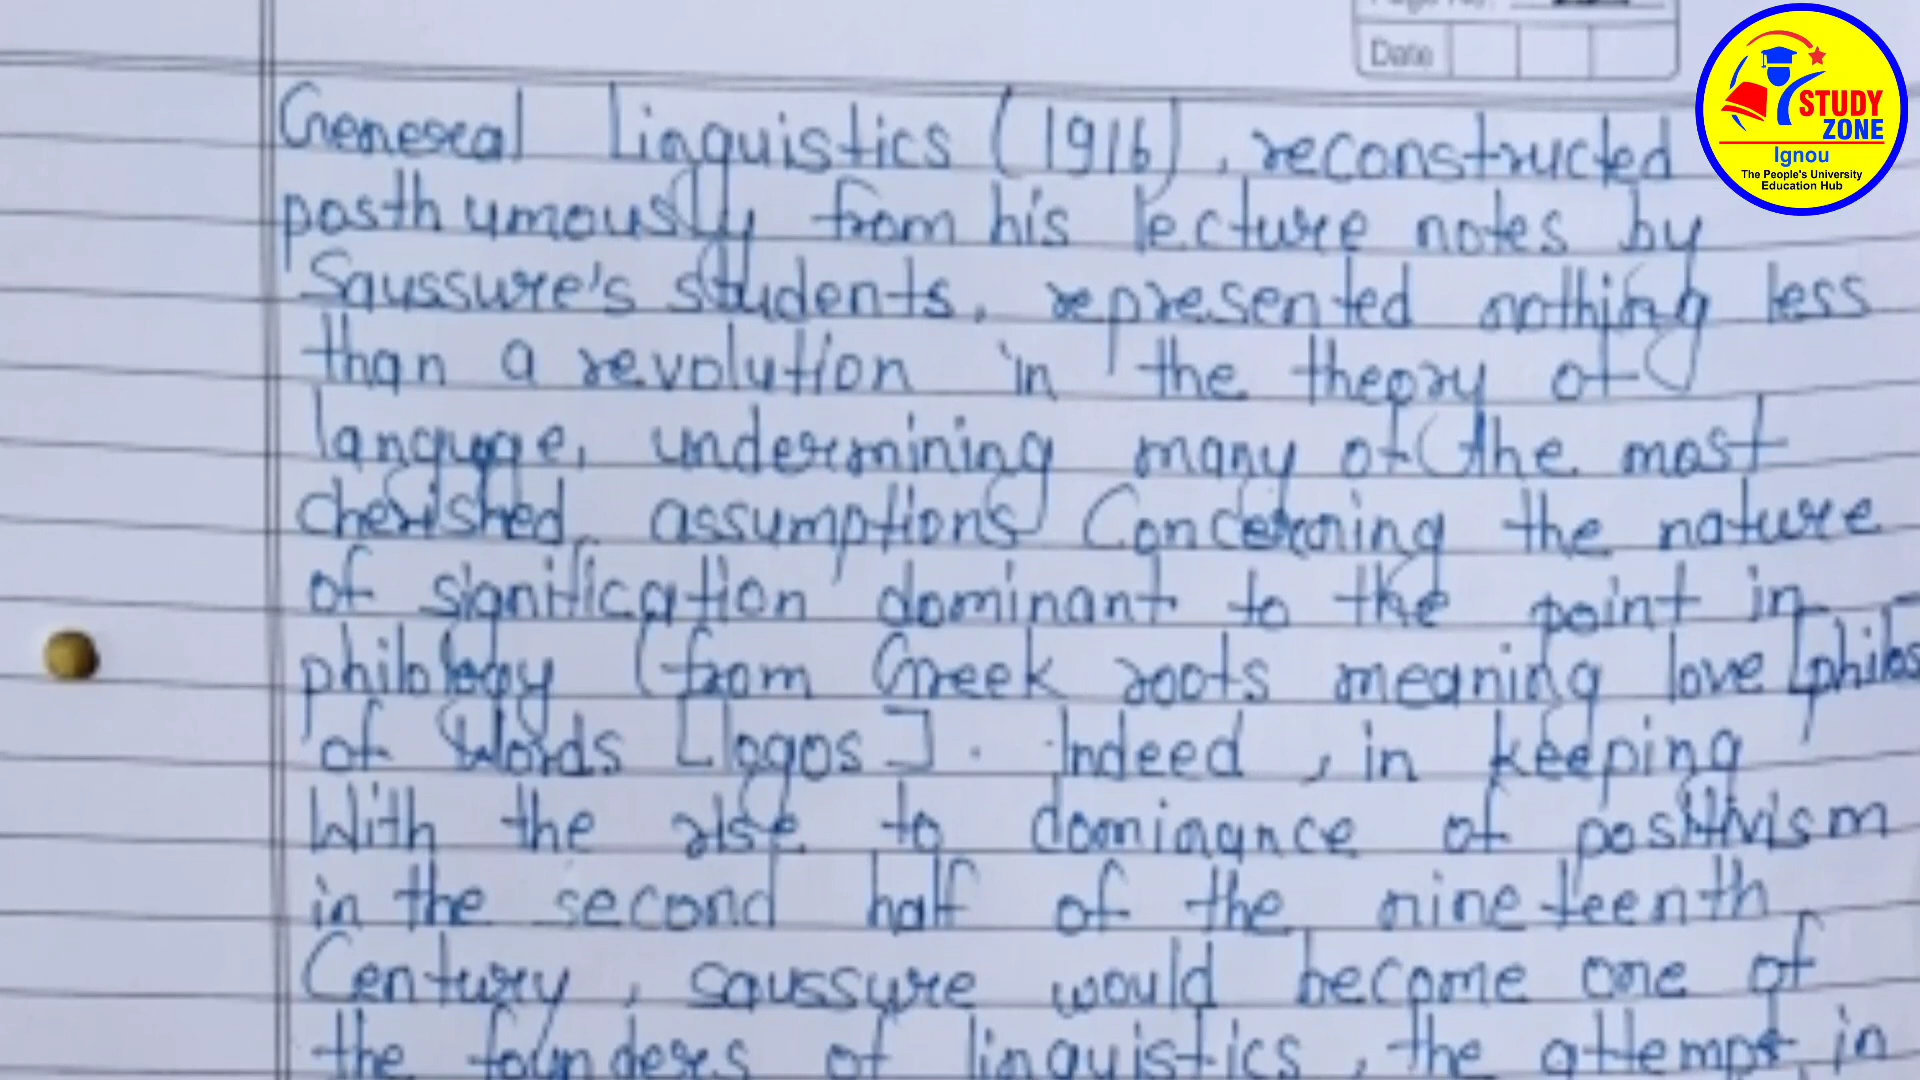 Date
STUDY
ZONE
Ignou
The People's University
Education Hub
General Linguistics (1916), reconstructed
posthumously from his lecture notes by
Saussure's students, represented nothing less
than a revolution in the theory of
language, undermining many of the most
cherished assumptions Concerning the nature
of signification dominant to the point in
philology (from Greek roots meaning love [philos
of Words [logos]. Indeed, in keeping
With the rise to dominance of positivism
in the second half of the nineteenth
Century, saussure would become one of
the founders of linguistics, the attempt in